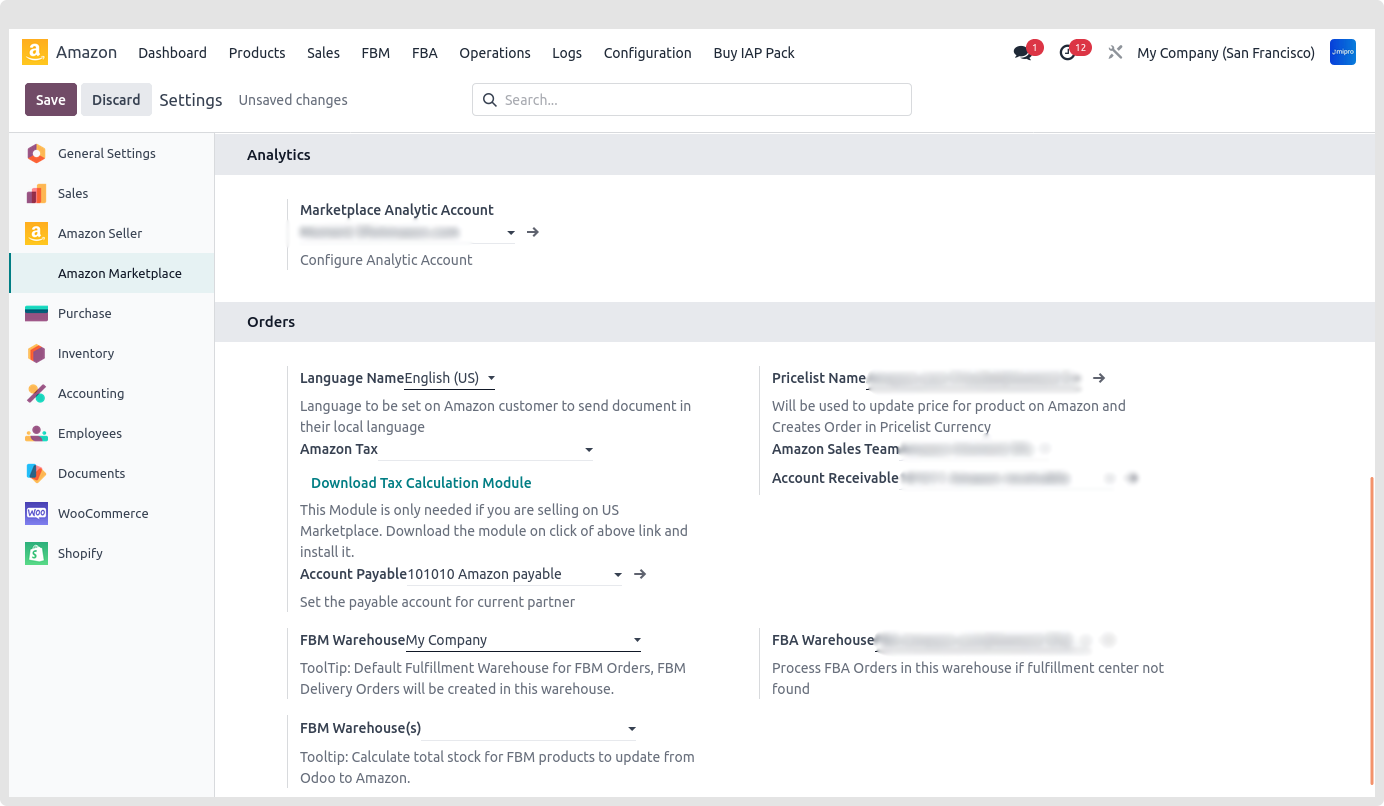 Amazon Dashboard Products Sales FBM FBA Operations Logs Configuration Buy IAP Pack 1 12 My Company (San Francisco)
Save Discard Settings Unsaved changes Search...
General Settings
Sales
Amazon Seller
Amazon Marketplace
Purchase
Inventory
Accounting
Employees
Documents
WooCommerce
Shopify
Analytics
Marketplace Analytic Account
Configure Analytic Account
Orders
Language Name English (US)
Language to be set on Amazon customer to send document in
their local language
Amazon Tax
Download Tax Calculation Module
This Module is only needed if you are selling on US
Marketplace. Download the module on click of above link and
install it.
Account Payable 101010 Amazon payable
Set the payable account for current partner
Pricelist Name
Will be used to update price for product on Amazon and
Creates Order in Pricelist Currency
Amazon Sales Team
Account Receivable
FBM Warehouse My Company
ToolTip: Default Fulfillment Warehouse for FBM Orders, FBM
Delivery Orders will be created in this warehouse.
FBA Warehouse
Process FBA Orders in this warehouse if fulfillment center not
found
FBM Warehouse(s)
Tooltip: Calculate total stock for FBM products to update from
Odoo to Amazon.